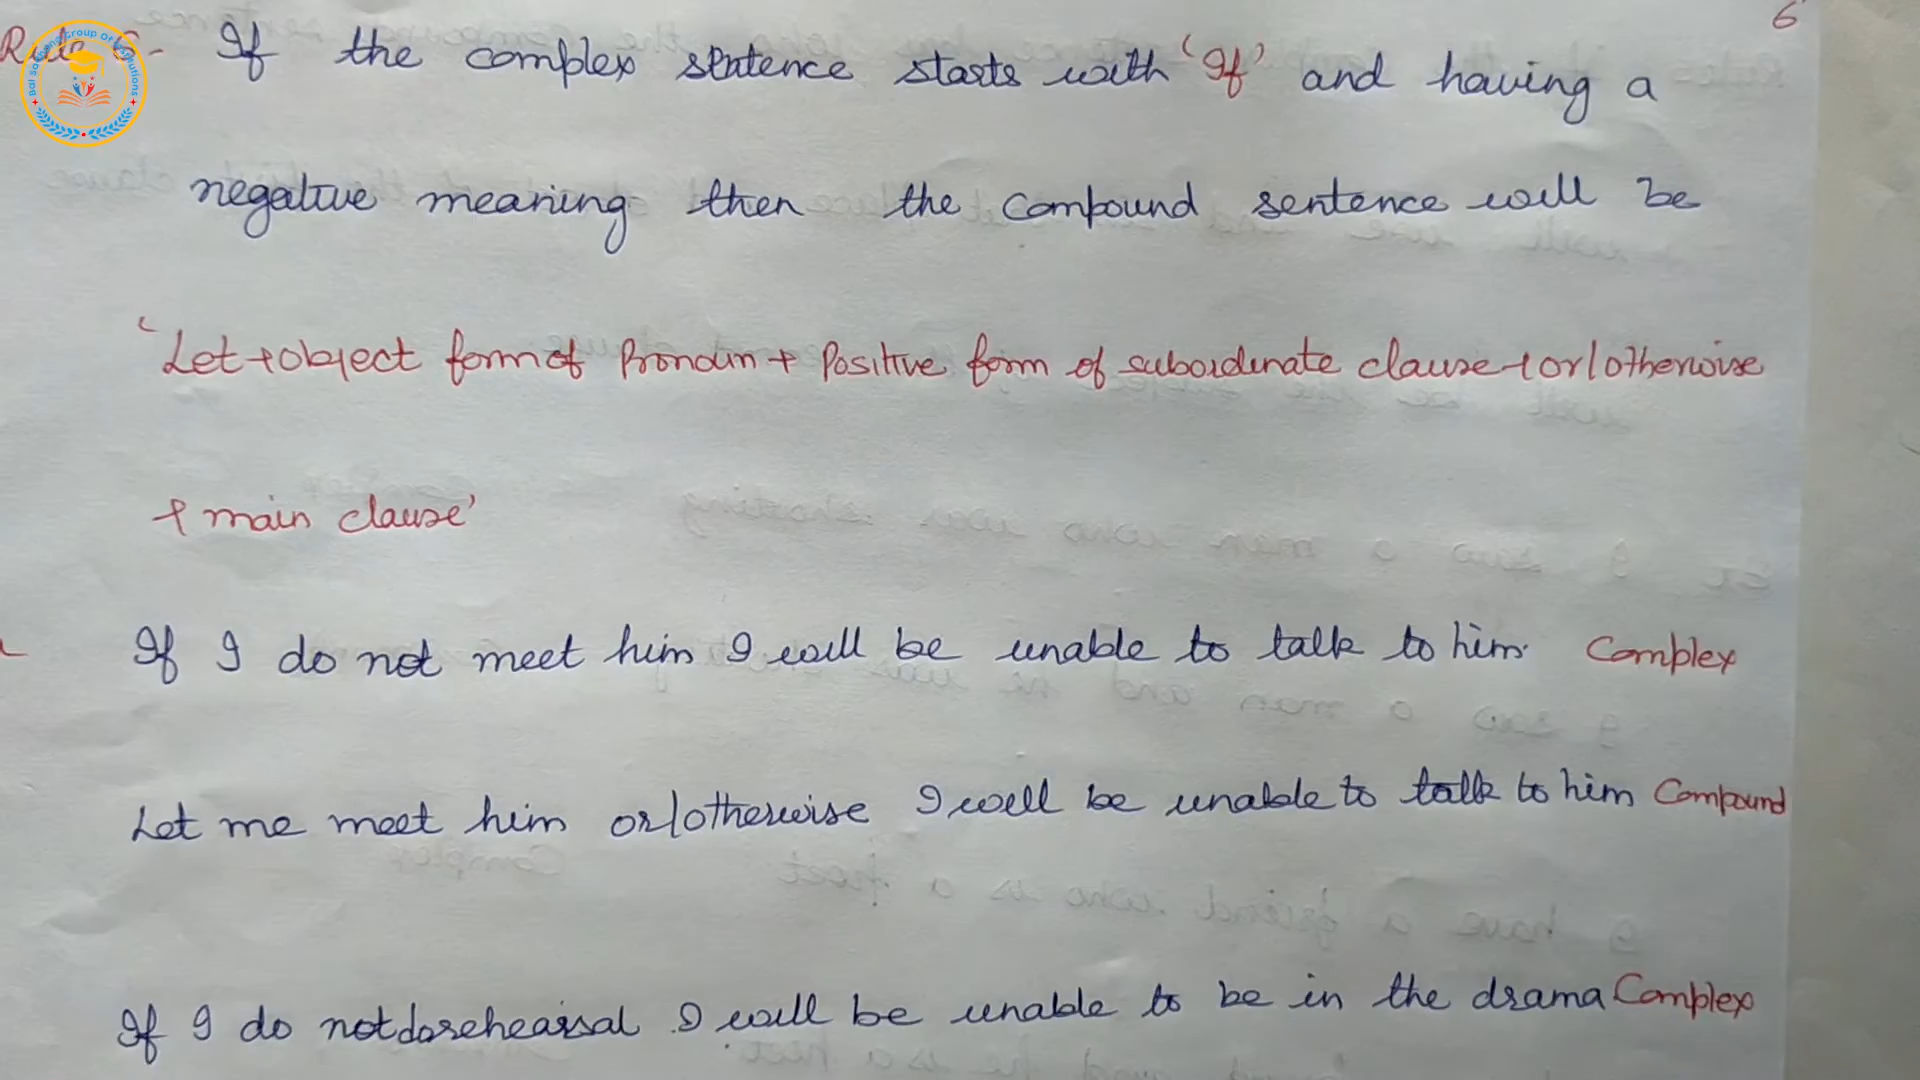 6
If the complex sentence starts with 'If' and having a
negative meaning then the compound sentence will be
'Let + object form of Pronoun + Positive form of subordinate clause + or/otherwise
+ main clause'
If I do not meet him I will be unable to talk to him. Complex
Let me meet him or/otherwise I will be unable to talk to him Compound
If I do not do rehearsal I will be unable to be in the drama Complex